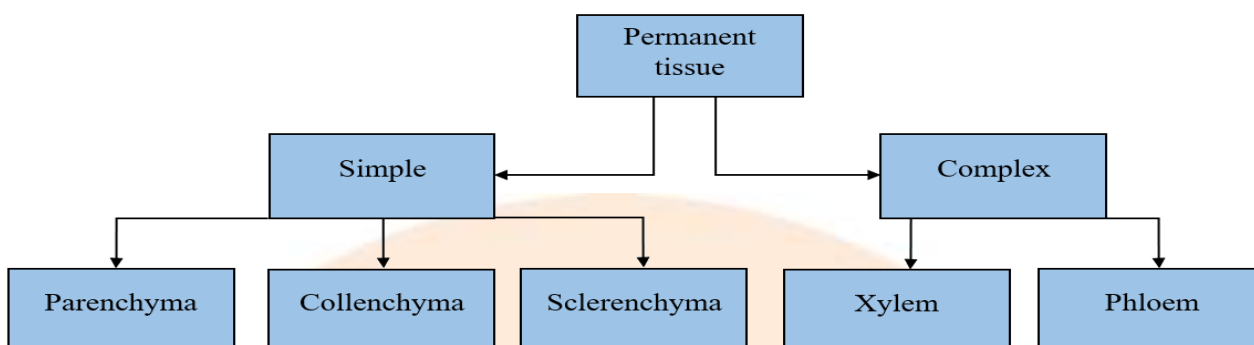 Permanent
tissue
Simple
Complex
Parenchyma
Collenchyma
Sclerenchyma
Xylem
Phloem